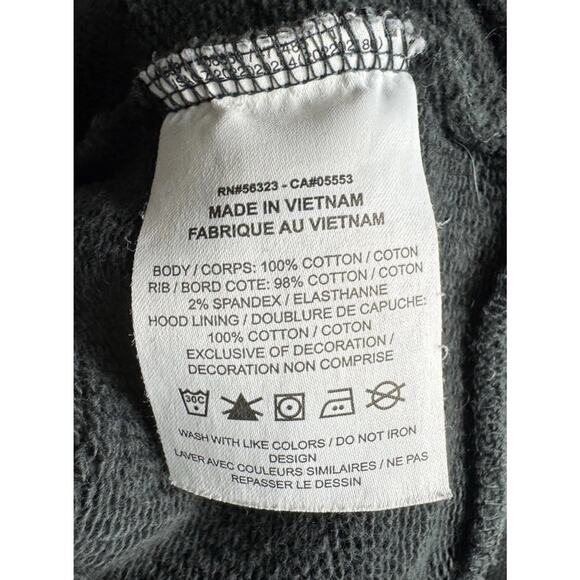 RN#56323 - CA#05553
MADE IN VIETNAM
FABRIQUE AU VIETNAM
BODY / CORPS: 100% COTTON / COTON
RIB / BORD COTE: 98% COTTON / COTON
2% SPANDEX / ELASTHANNE
HOOD LINING / DOUBLURE DE CAPUCHE:
100% COTTON / COTON
EXCLUSIVE OF DECORATION /
DECORATION NON COMPRISE
30C
WASH WITH LIKE COLORS / DO NOT IRON
DESIGN
LAVER AVEC COULEURS SIMILAIRES / NE PAS
REPASSER LE DESSIN